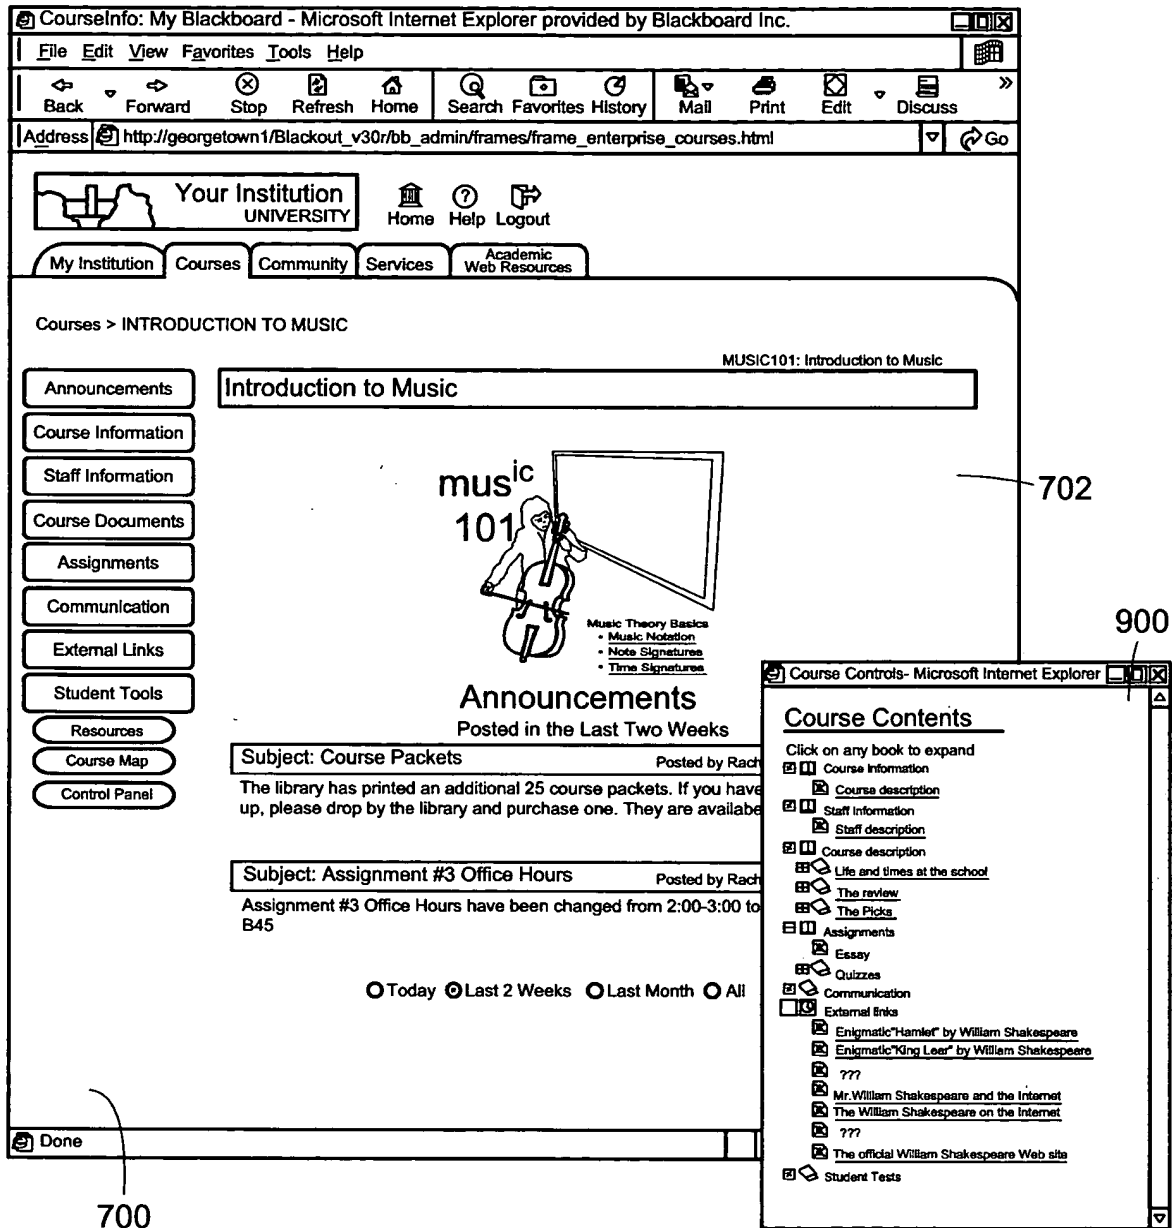 CourseInfo: My Blackboard - Microsoft Internet Explorer provided by Blackboard Inc.
File Edit View Favorites Tools Help
Back Forward Stop Refresh Home Search Favorites History Mail Print Edit Discuss »
Address http://georgetown1/Blackout_v30r/bb_admin/frames/frame_enterprise_courses.html Go
Your Institution
UNIVERSITY
Home Help Logout
My Institution Courses Community Services Academic Web Resources
Courses > INTRODUCTION TO MUSIC
MUSIC101: Introduction to Music
Introduction to Music
Announcements
Course Information
Staff Information
Course Documents
Assignments
Communication
External Links
Student Tools
Resources
Course Map
Control Panel
music
101
Music Theory Basics
• Music Notation
• Note Signatures
• Time Signatures
702
Announcements
Posted in the Last Two Weeks
Subject: Course Packets Posted by Rach
The library has printed an additional 25 course packets. If you have
up, please drop by the library and purchase one. They are availabe
Subject: Assignment #3 Office Hours Posted by Rach
Assignment #3 Office Hours have been changed from 2:00-3:00 to
B45
Today Last 2 Weeks Last Month All
Done
700
900
Course Controls- Microsoft Internet Explorer
Course Contents
Click on any book to expand
Course Information
Course description
Staff Information
Staff description
Course description
Life and times at the school
The review
The Picks
Assignments
Essay
Quizzes
Communication
External links
Enigmatic"Hamlet" by William Shakespeare
Enigmatic"King Lear" by William Shakespeare
???
Mr.William Shakespeare and the Internet
The William Shakespeare on the Internet
???
The official William Shakespeare Web site
Student Tests